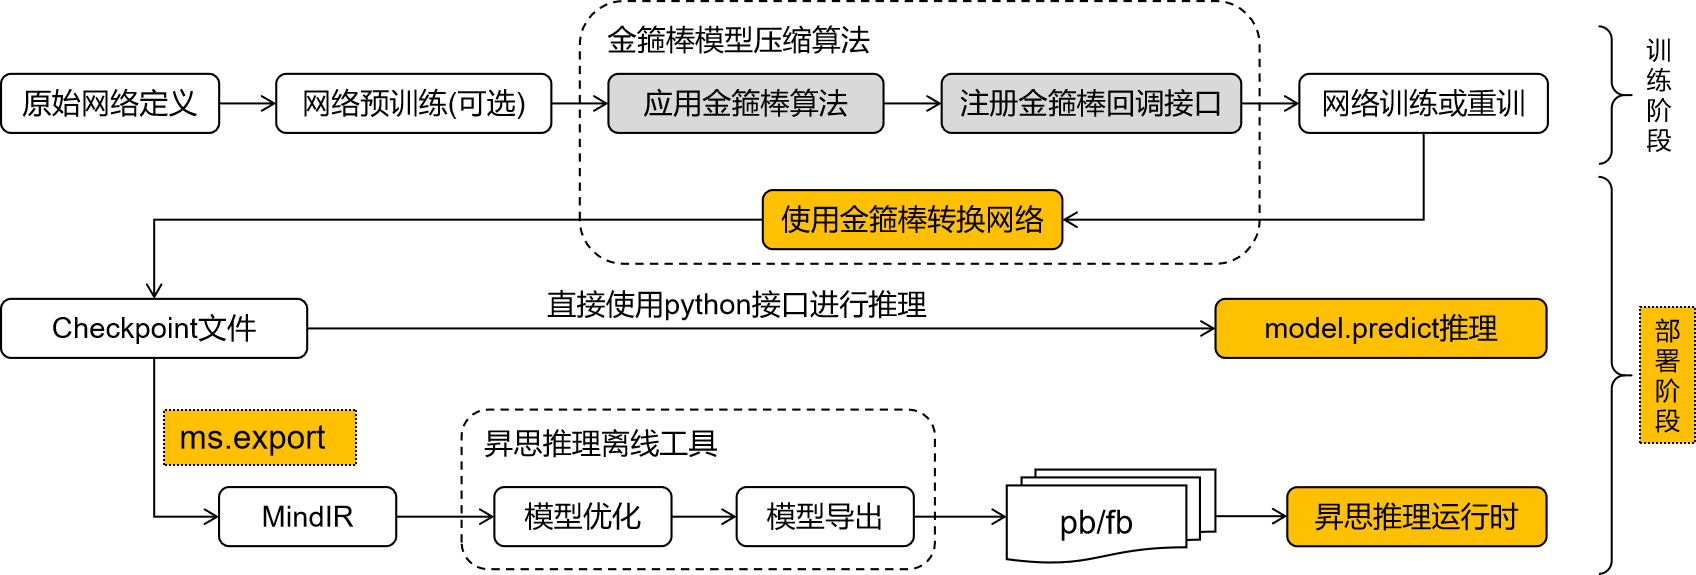 金箍棒模型压缩算法
原始网络定义
网络预训练(可选)
应用金箍棒算法
注册金箍棒回调接口
网络训练或重训
训练阶段
使用金箍棒转换网络
Checkpoint文件
直接使用python接口进行推理
model.predict推理
部署阶段
ms.export
昇思推理离线工具
MindIR
模型优化
模型导出
pb/fb
昇思推理运行时